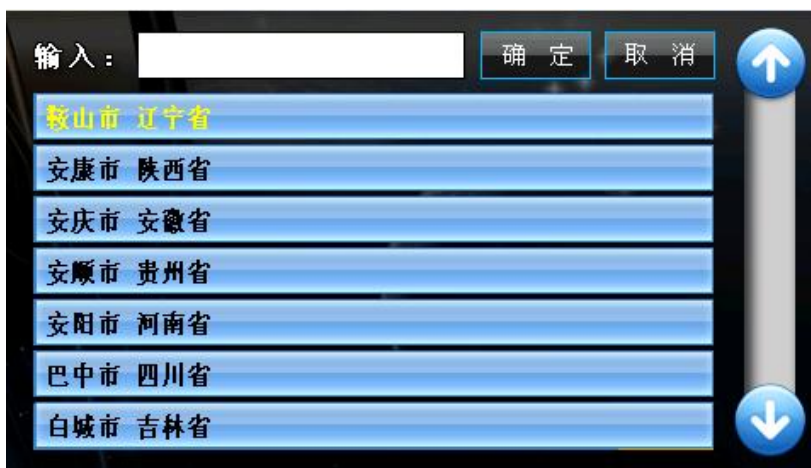 输入： 确 定 取 消
鞍山市 辽宁省
安康市 陕西省
安庆市 安徽省
安顺市 贵州省
安阳市 河南省
巴中市 四川省
白城市 吉林省